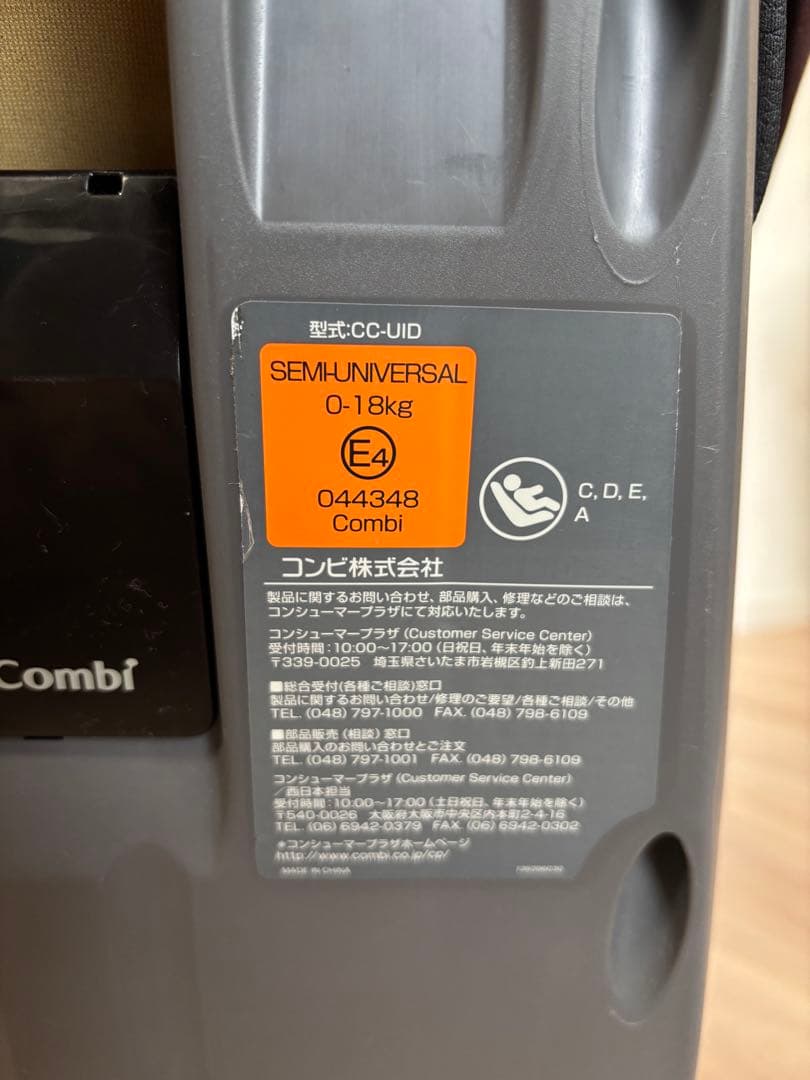 型式:CC-UID
SEMI-UNIVERSAL
0-18kg
E4
044348
Combi
C, D, E,
A
コンビ株式会社
製品に関するお問い合わせ、部品購入、修理などのご相談は、
コンシューマープラザにて対応いたします。
コンシューマープラザ (Customer Service Center)
受付時間:10:00～17:00 (日祝日、年末年始を除く)
〒339-0025 埼玉県さいたま市岩槻区釣上新田271
■総合受付(各種ご相談)窓口
製品に関するお問い合わせ/修理のご要望/各種ご相談/その他
TEL. (048) 797-1000 FAX. (048) 798-6109
■部品販売 (相談) 窓口
部品購入のお問い合わせとご注文
TEL. (048) 797-1001 FAX. (048) 798-6109
コンシューマープラザ (Customer Service Center)
/西日本担当
受付時間:10:00～17:00 (土日祝日、年末年始を除く)
〒540-0026 大阪府大阪市中央区内本町2-4-16
TEL. (06) 6942-0379 FAX. (06) 6942-0302
*コンシューマープラザホームページ
http://www.combi.co.jp/cp/
MADE IN CHINA
Combi